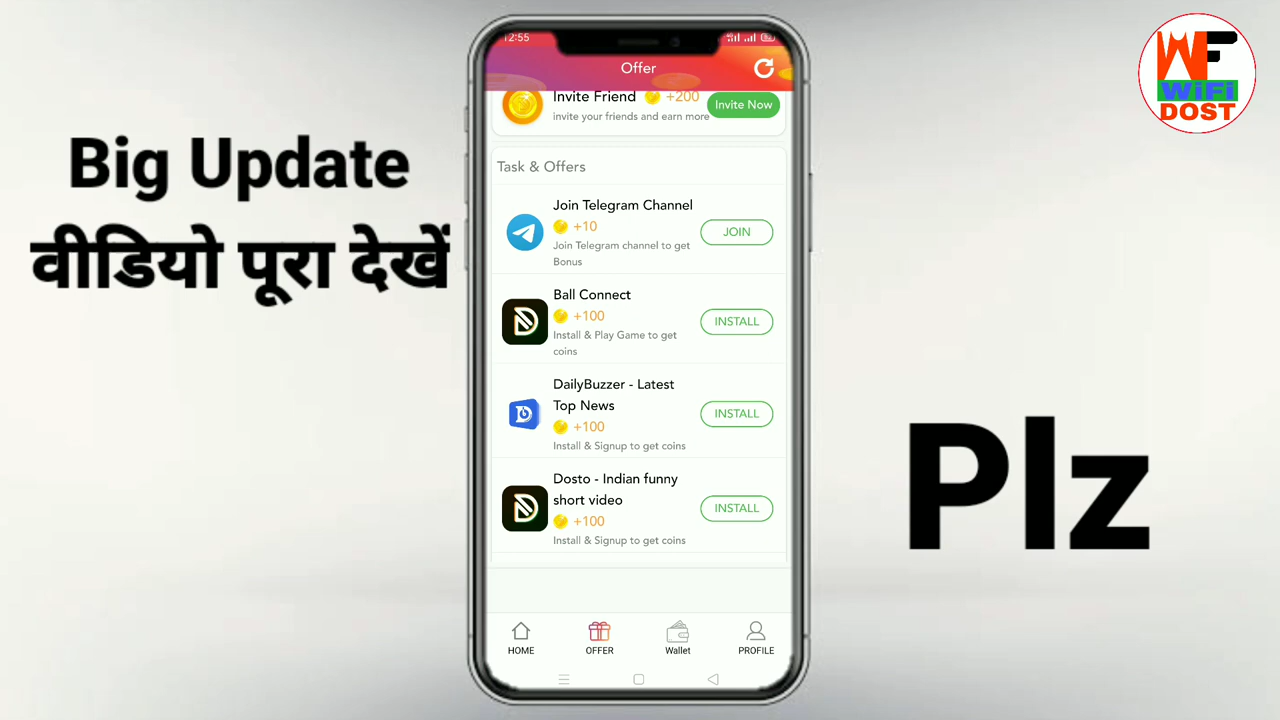 Big Update
वीडियो पूरा देखें
12:55
Offer
Invite Friend +200
invite your friends and earn more
Invite Now
Task & Offers
Join Telegram Channel
+10
Join Telegram channel to get
Bonus
JOIN
Ball Connect
+100
Install & Play Game to get
coins
INSTALL
DailyBuzzer - Latest
Top News
+100
Install & Signup to get coins
INSTALL
Dosto - Indian funny
short video
+100
Install & Signup to get coins
INSTALL
HOME
OFFER
Wallet
PROFILE
WF
WiFi
DOST
Plz